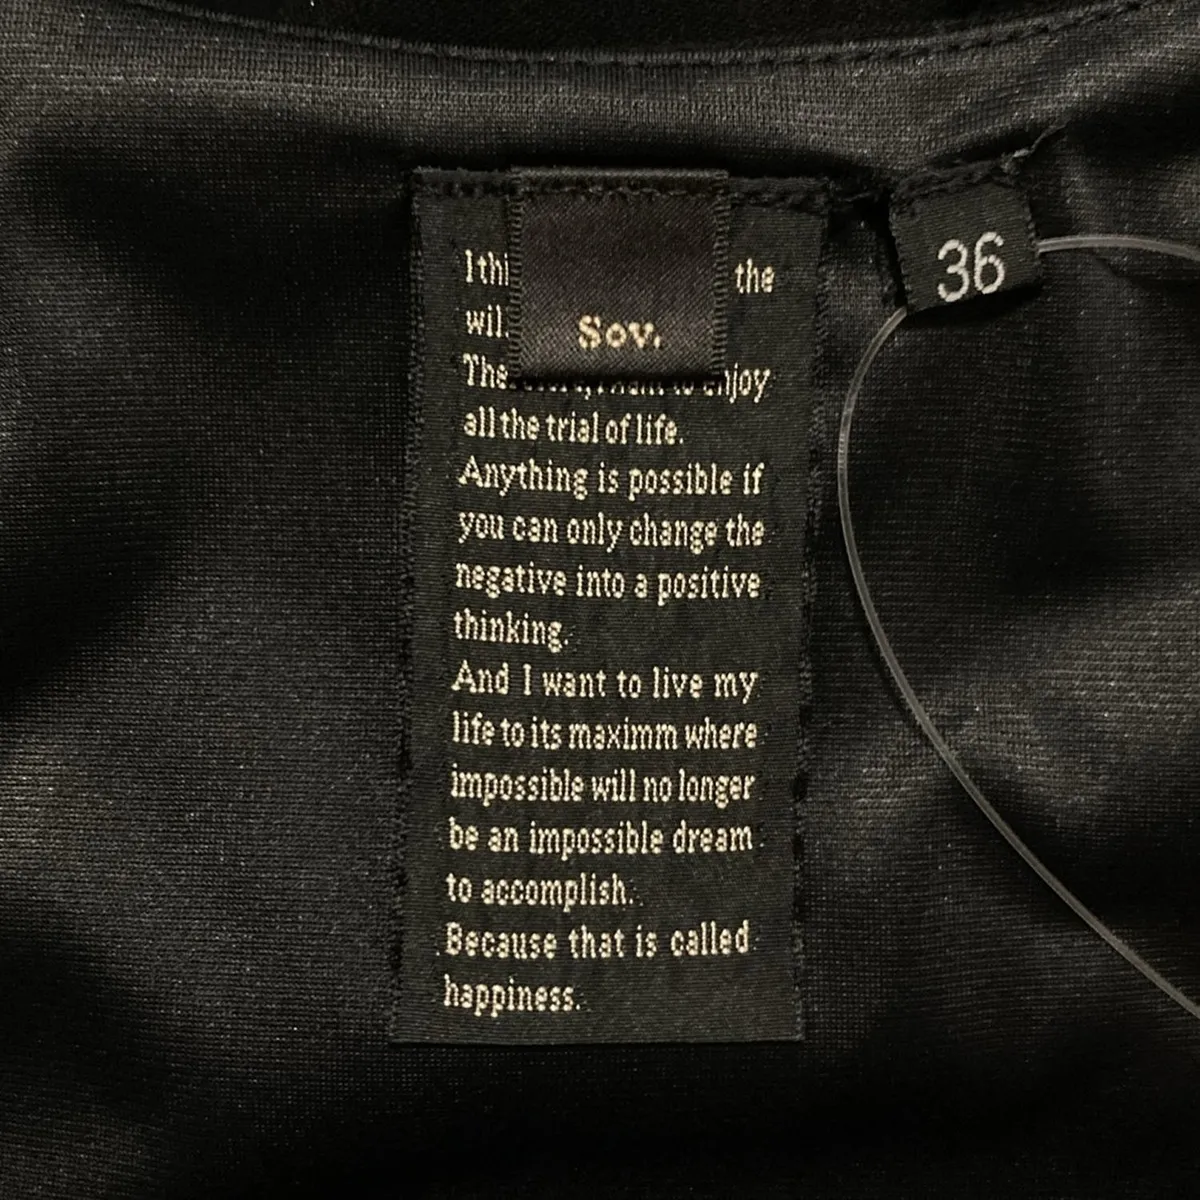 the
Sov.
36
enjoy
all the trial of life.
Anything is possible if
you can only change the
negative into a positive
thinking.
And I want to live my
life to its maximm where
impossible will no longer
be an impossible dream
to accomplish.
Because that is called
happiness.